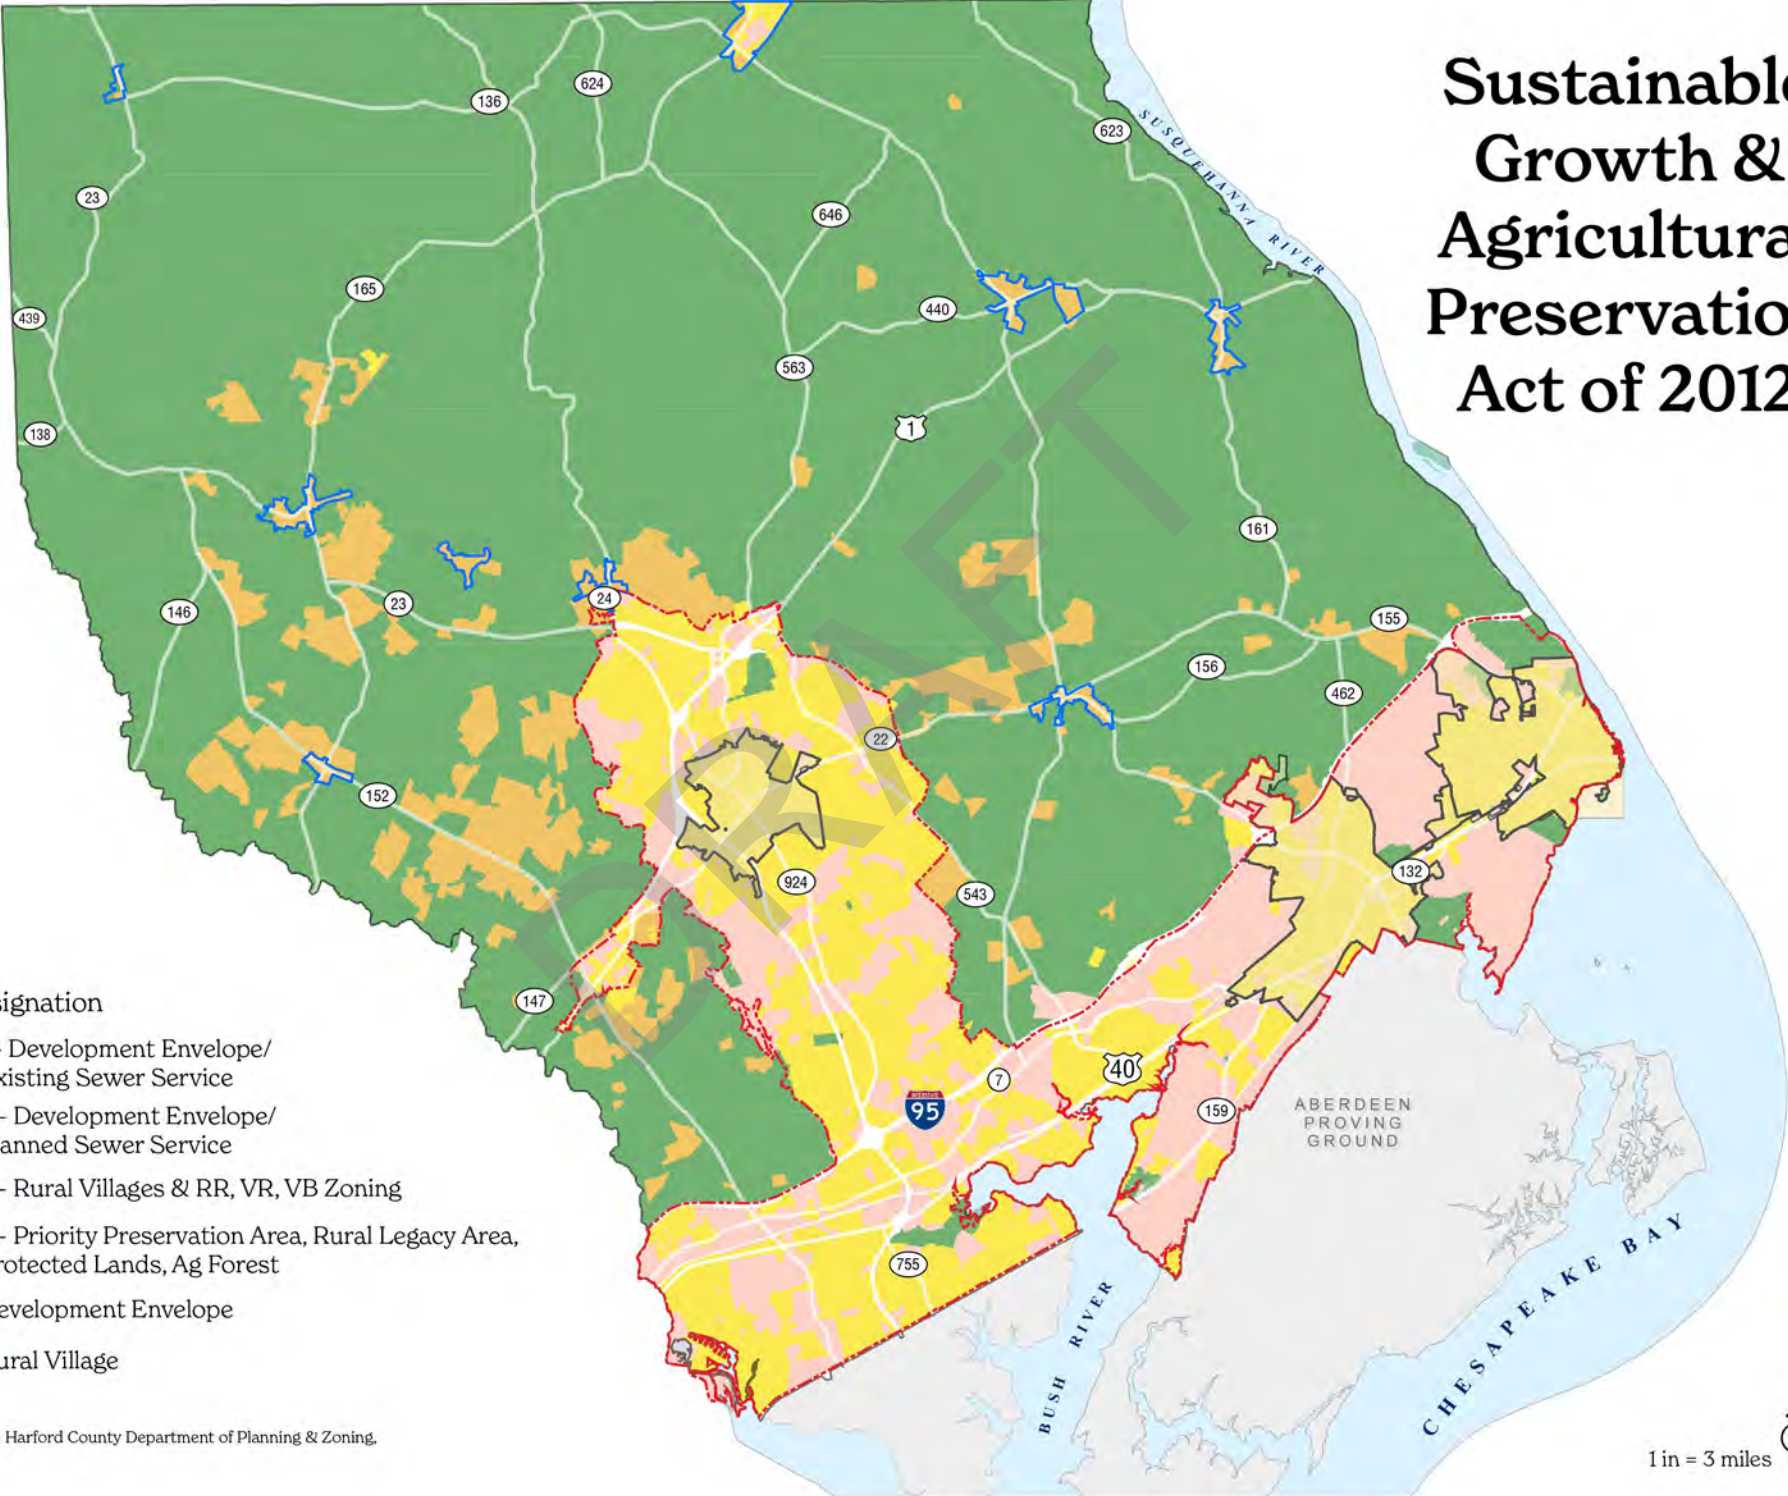 Sustainable
Growth &
Agricultura
Preservatio
Act of 2012
SUSQUEHANNA RIVER
136
624
623
23
646
165
439
440
563
1
138
161
146
23
24
155
156
462
22
152
924
132
543
147
7
40
95
159
755
ABERDEEN
PROVING
GROUND
DRAFT
BUSH RIVER
CHESAPEAKE BAY
signation
- Development Envelope/
xisting Sewer Service
- Development Envelope/
anned Sewer Service
- Rural Villages & RR, VR, VB Zoning
- Priority Preservation Area, Rural Legacy Area,
rotected Lands, Ag Forest
evelopment Envelope
ural Village
Harford County Department of Planning & Zoning,
1 in = 3 miles